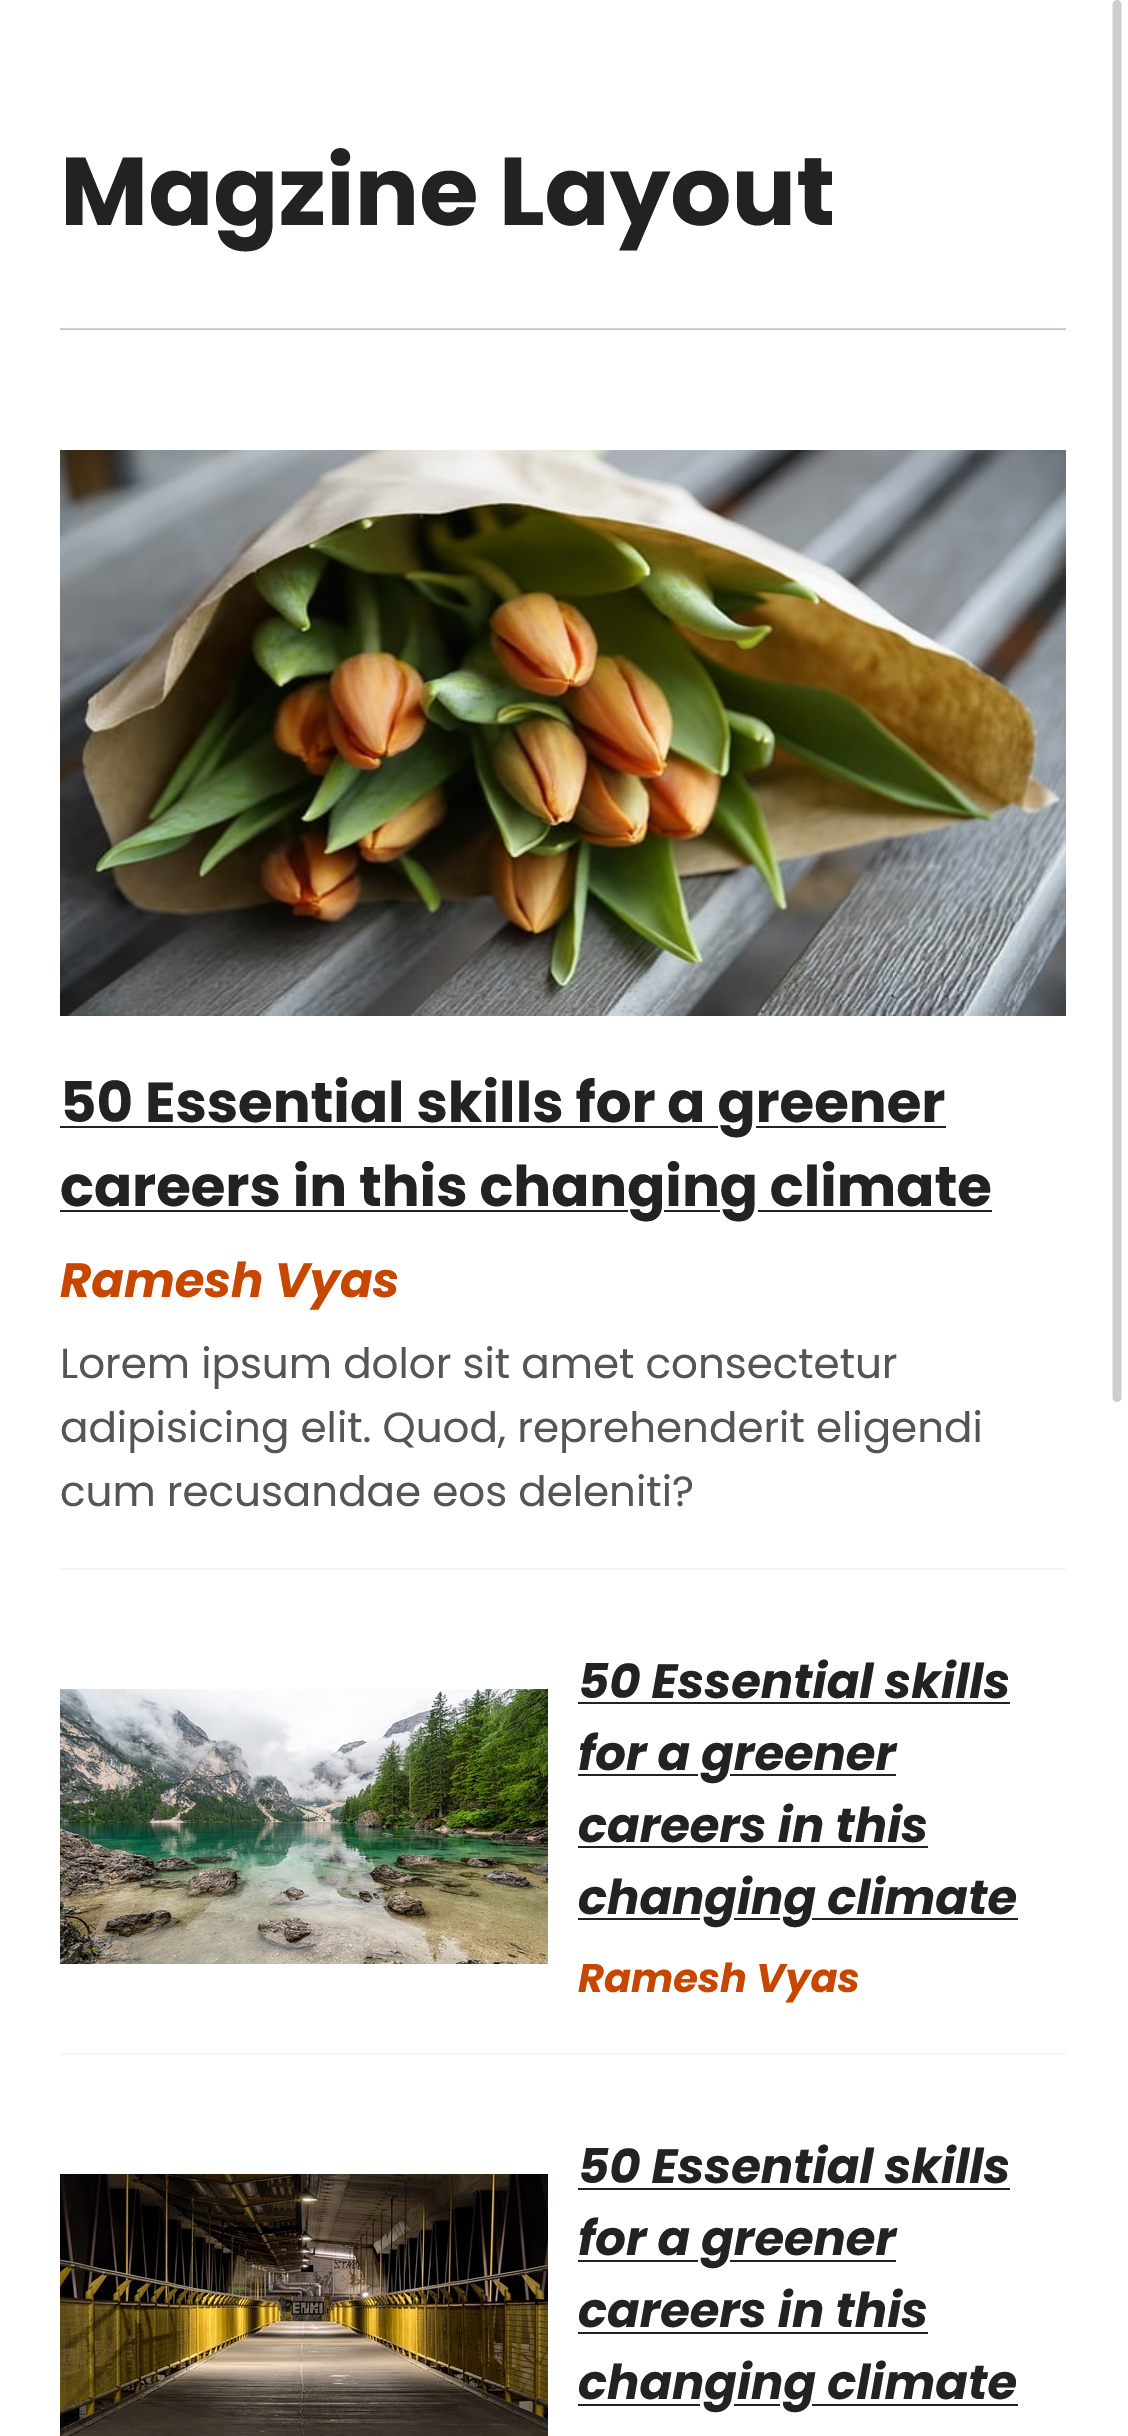 Magzine Layout
50 Essential skills for a greener
careers in this changing climate
Ramesh Vyas
Lorem ipsum dolor sit amet consectetur
adipisicing elit. Quod, reprehenderit eligendi
cum recusandae eos deleniti?
50 Essential skills
for a greener
careers in this
changing climate
Ramesh Vyas
50 Essential skills
for a greener
careers in this
changing climate
ENKI